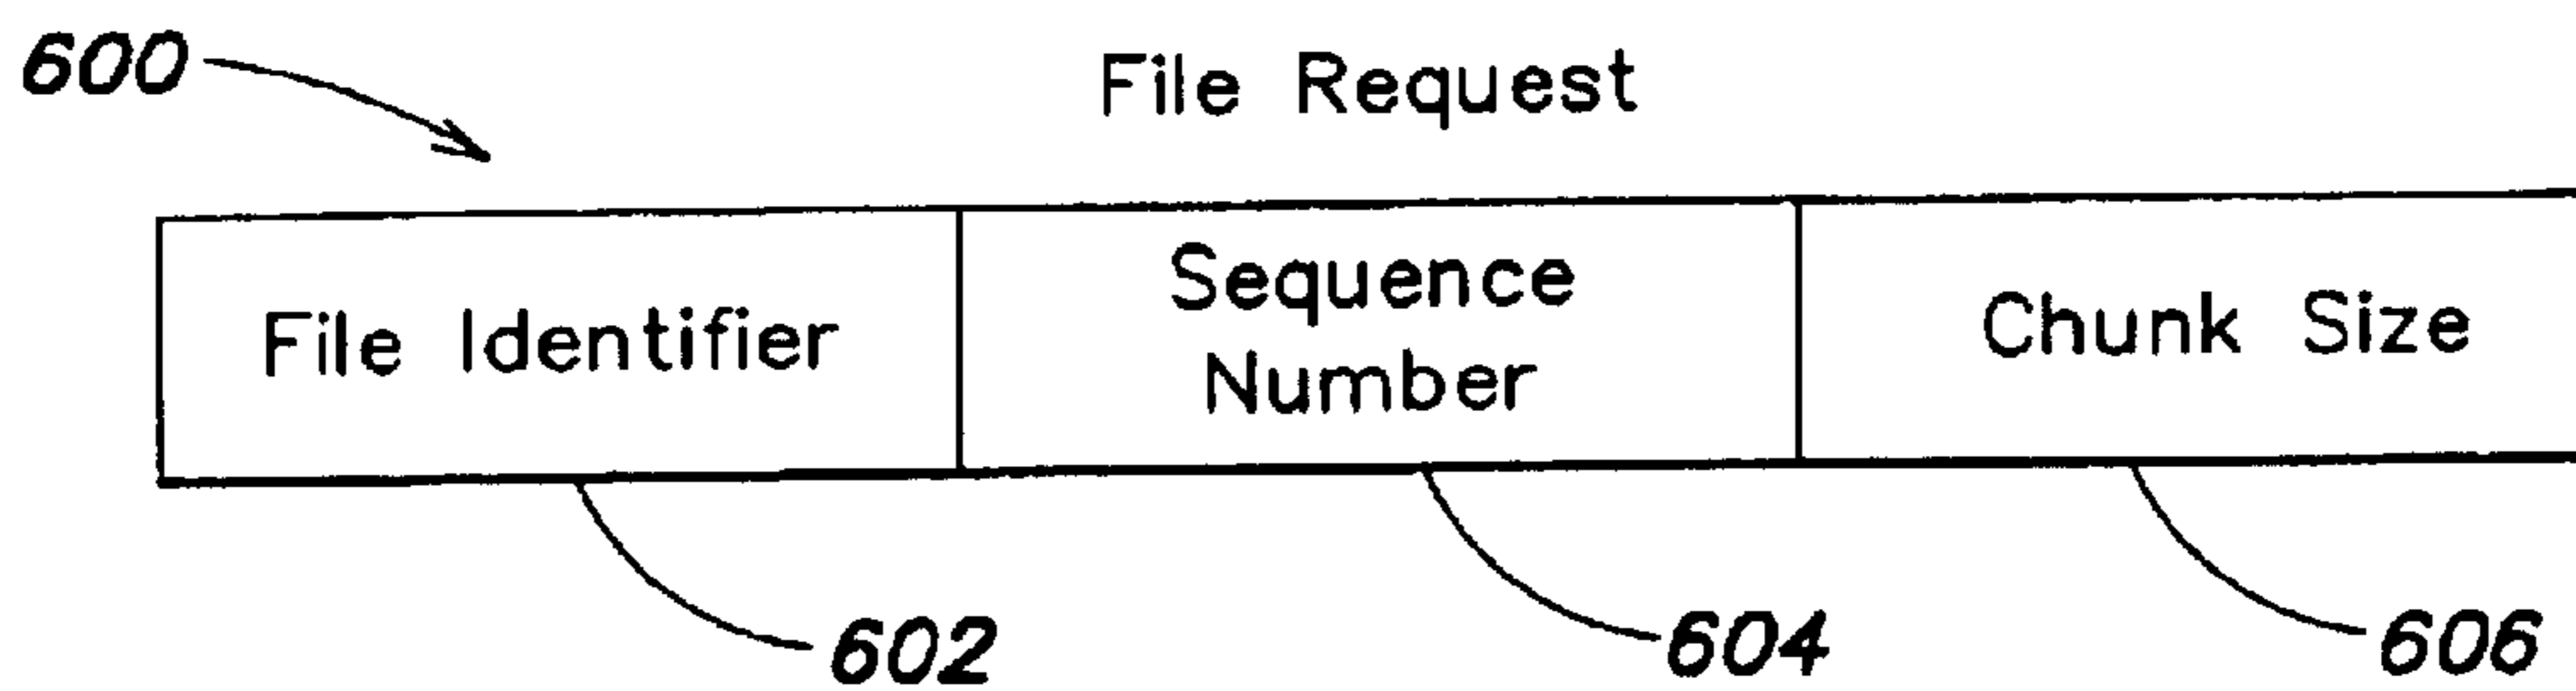 600
File Request
File Identifier
Sequence
Number
Chunk Size
602
604
606